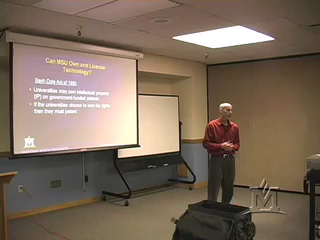 Can MSU Own and License
Technology?
Bayh-Dole Act of 1980
Universities may own intellectual property
(IP) on government-funded patents
If the universities choose to own the rights
than they must patent